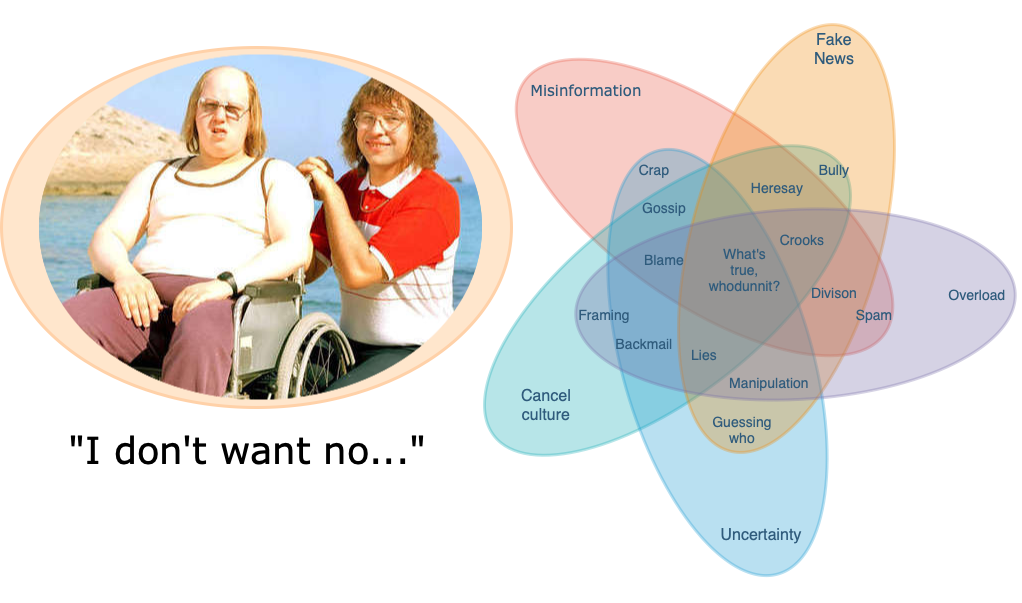 "I don't want no..."
Misinformation
Fake
News
Crap
Gossip
Heresay
Bully
Blame
What's
true,
whodunnit?
Crooks
Divison
Spam
Overload
Framing
Backmail
Lies
Manipulation
Cancel
culture
Guessing
who
Uncertainty